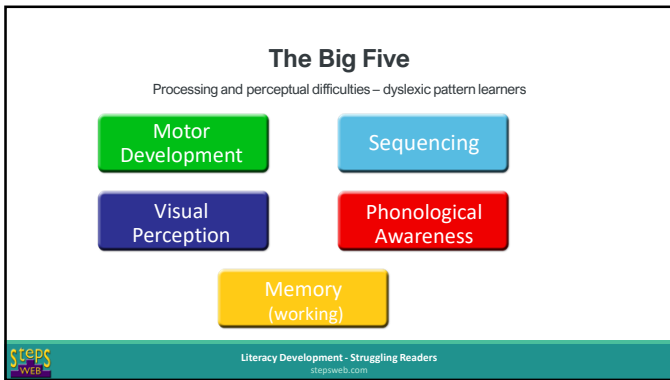 The Big Five
Processing and perceptual difficulties – dyslexic pattern learners
Motor
Development
Sequencing
Visual
Perception
Phonological
Awareness
Memory
(working)
Steps
WEB
Literacy Development - Struggling Readers
stepsweb.com